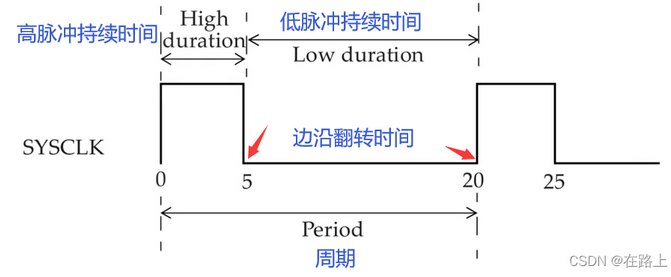 高脉冲持续时间
High
duration
低脉冲持续时间
Low duration
SYSCLK
边沿翻转时间
0
5
20
25
Period
周期
CSDN @在路上